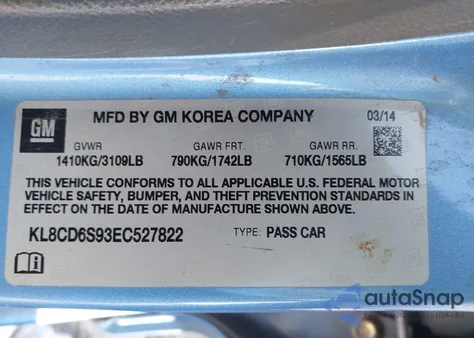 GM
MFD BY GM KOREA COMPANY
03/14
GVWR GAWR FRT. GAWR RR.
1410KG/3109LB 790KG/1742LB 710KG/1565LB
THIS VEHICLE CONFORMS TO ALL APPLICABLE U.S. FEDERAL MOTOR
VEHICLE SAFETY, BUMPER, AND THEFT PREVENTION STANDARDS IN
EFFECT ON THE DATE OF MANUFACTURE SHOWN ABOVE.
KL8CD6S93EC527822 TYPE: PASS CAR
autoSnap